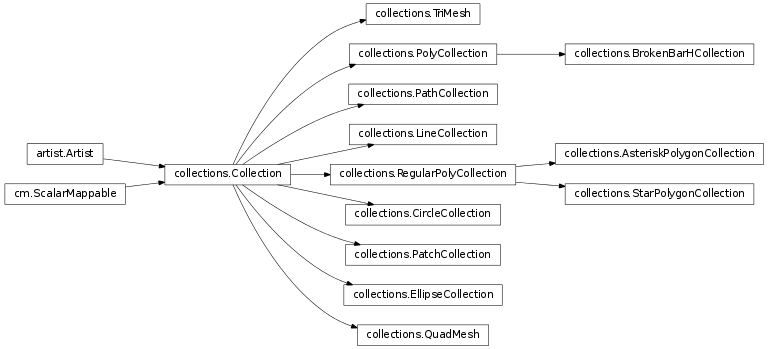 collections.TriMesh
collections.PolyCollection
collections.BrokenBarHCollection
collections.PathCollection
collections.LineCollection
artist.Artist
collections.AsteriskPolygonCollection
collections.Collection
collections.RegularPolyCollection
cm.ScalarMappable
collections.StarPolygonCollection
collections.CircleCollection
collections.PatchCollection
collections.EllipseCollection
collections.QuadMesh